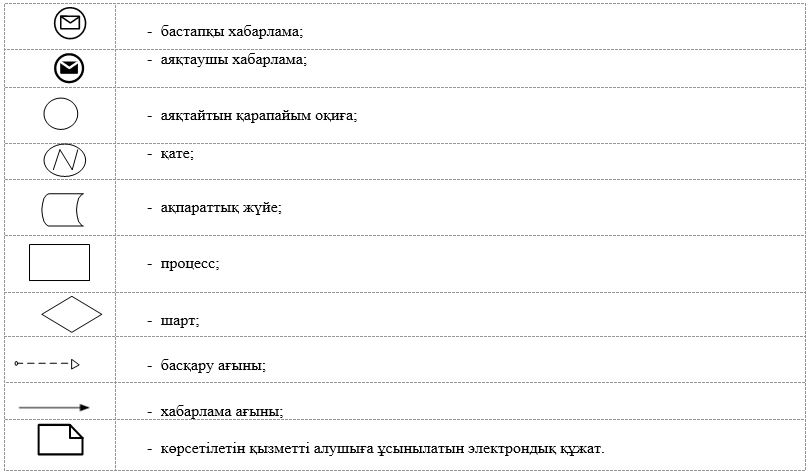 - бастапқы хабарлама;
- аяқтаушы хабарлама;
- аяқтайтын қарапайым оқиға;
- қате;
- ақпараттық жүйе;
- процесс;
- шарт;
- басқару ағыны;
- хабарлама ағыны;
- көрсетілетін қызметті алушыға ұсынылатын электрондық құжат.